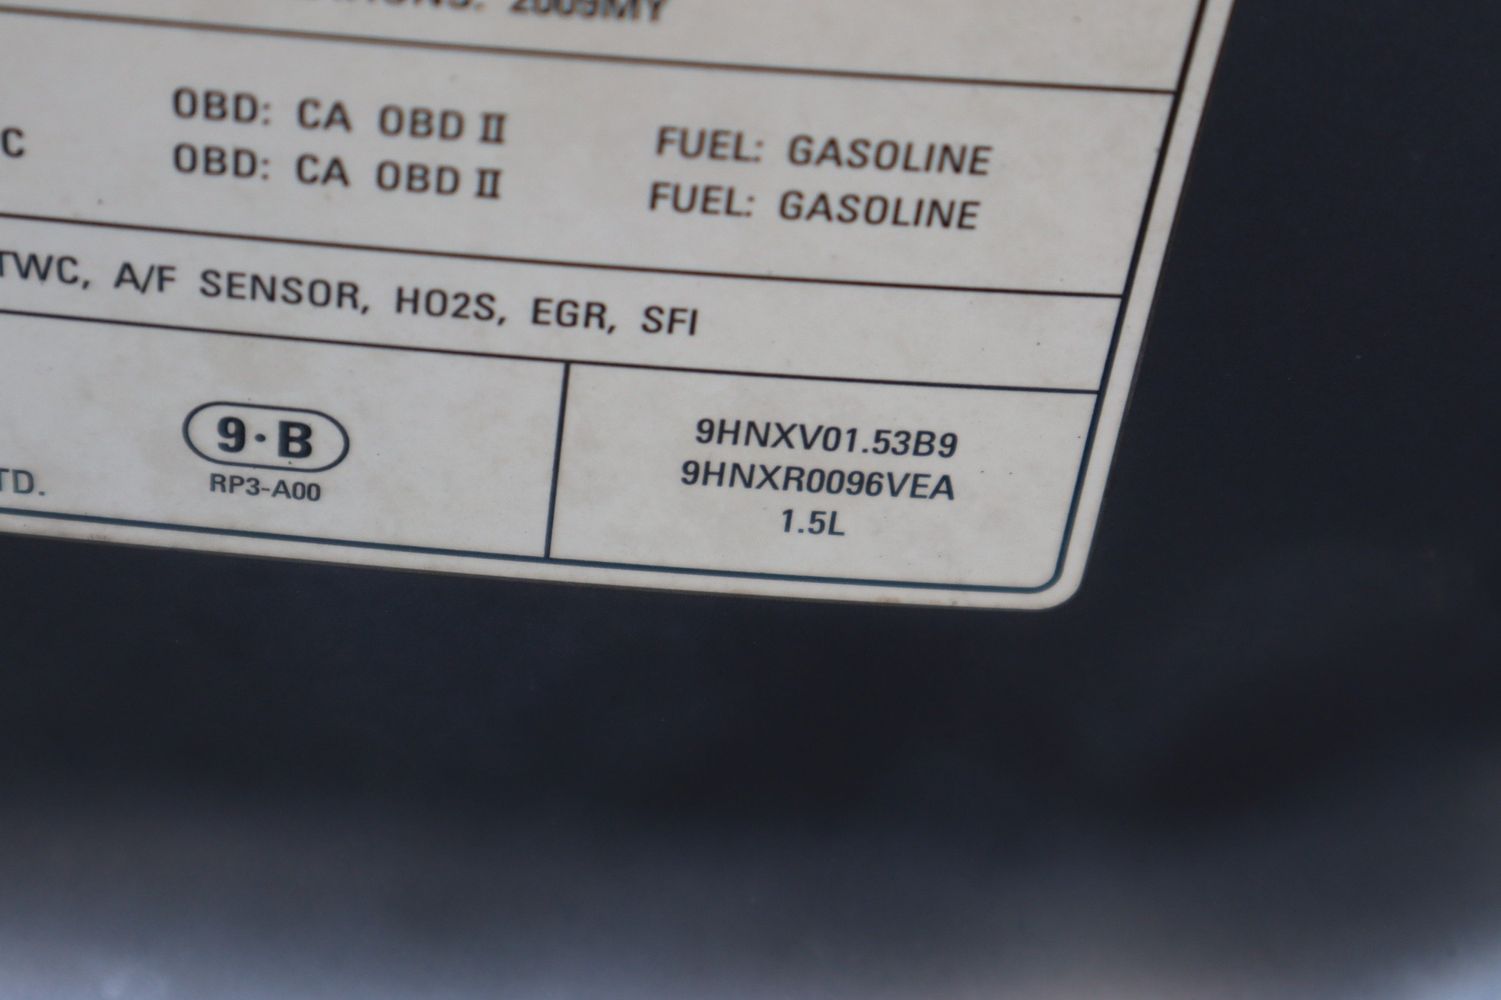 2009MY
C OBD: CA OBD II FUEL: GASOLINE
OBD: CA OBD II FUEL: GASOLINE
TWC, A/F SENSOR, HO2S, EGR, SFI
9·B
TD. RP3-A00
9HNXV01.53B9
9HNXR0096VEA
1.5L